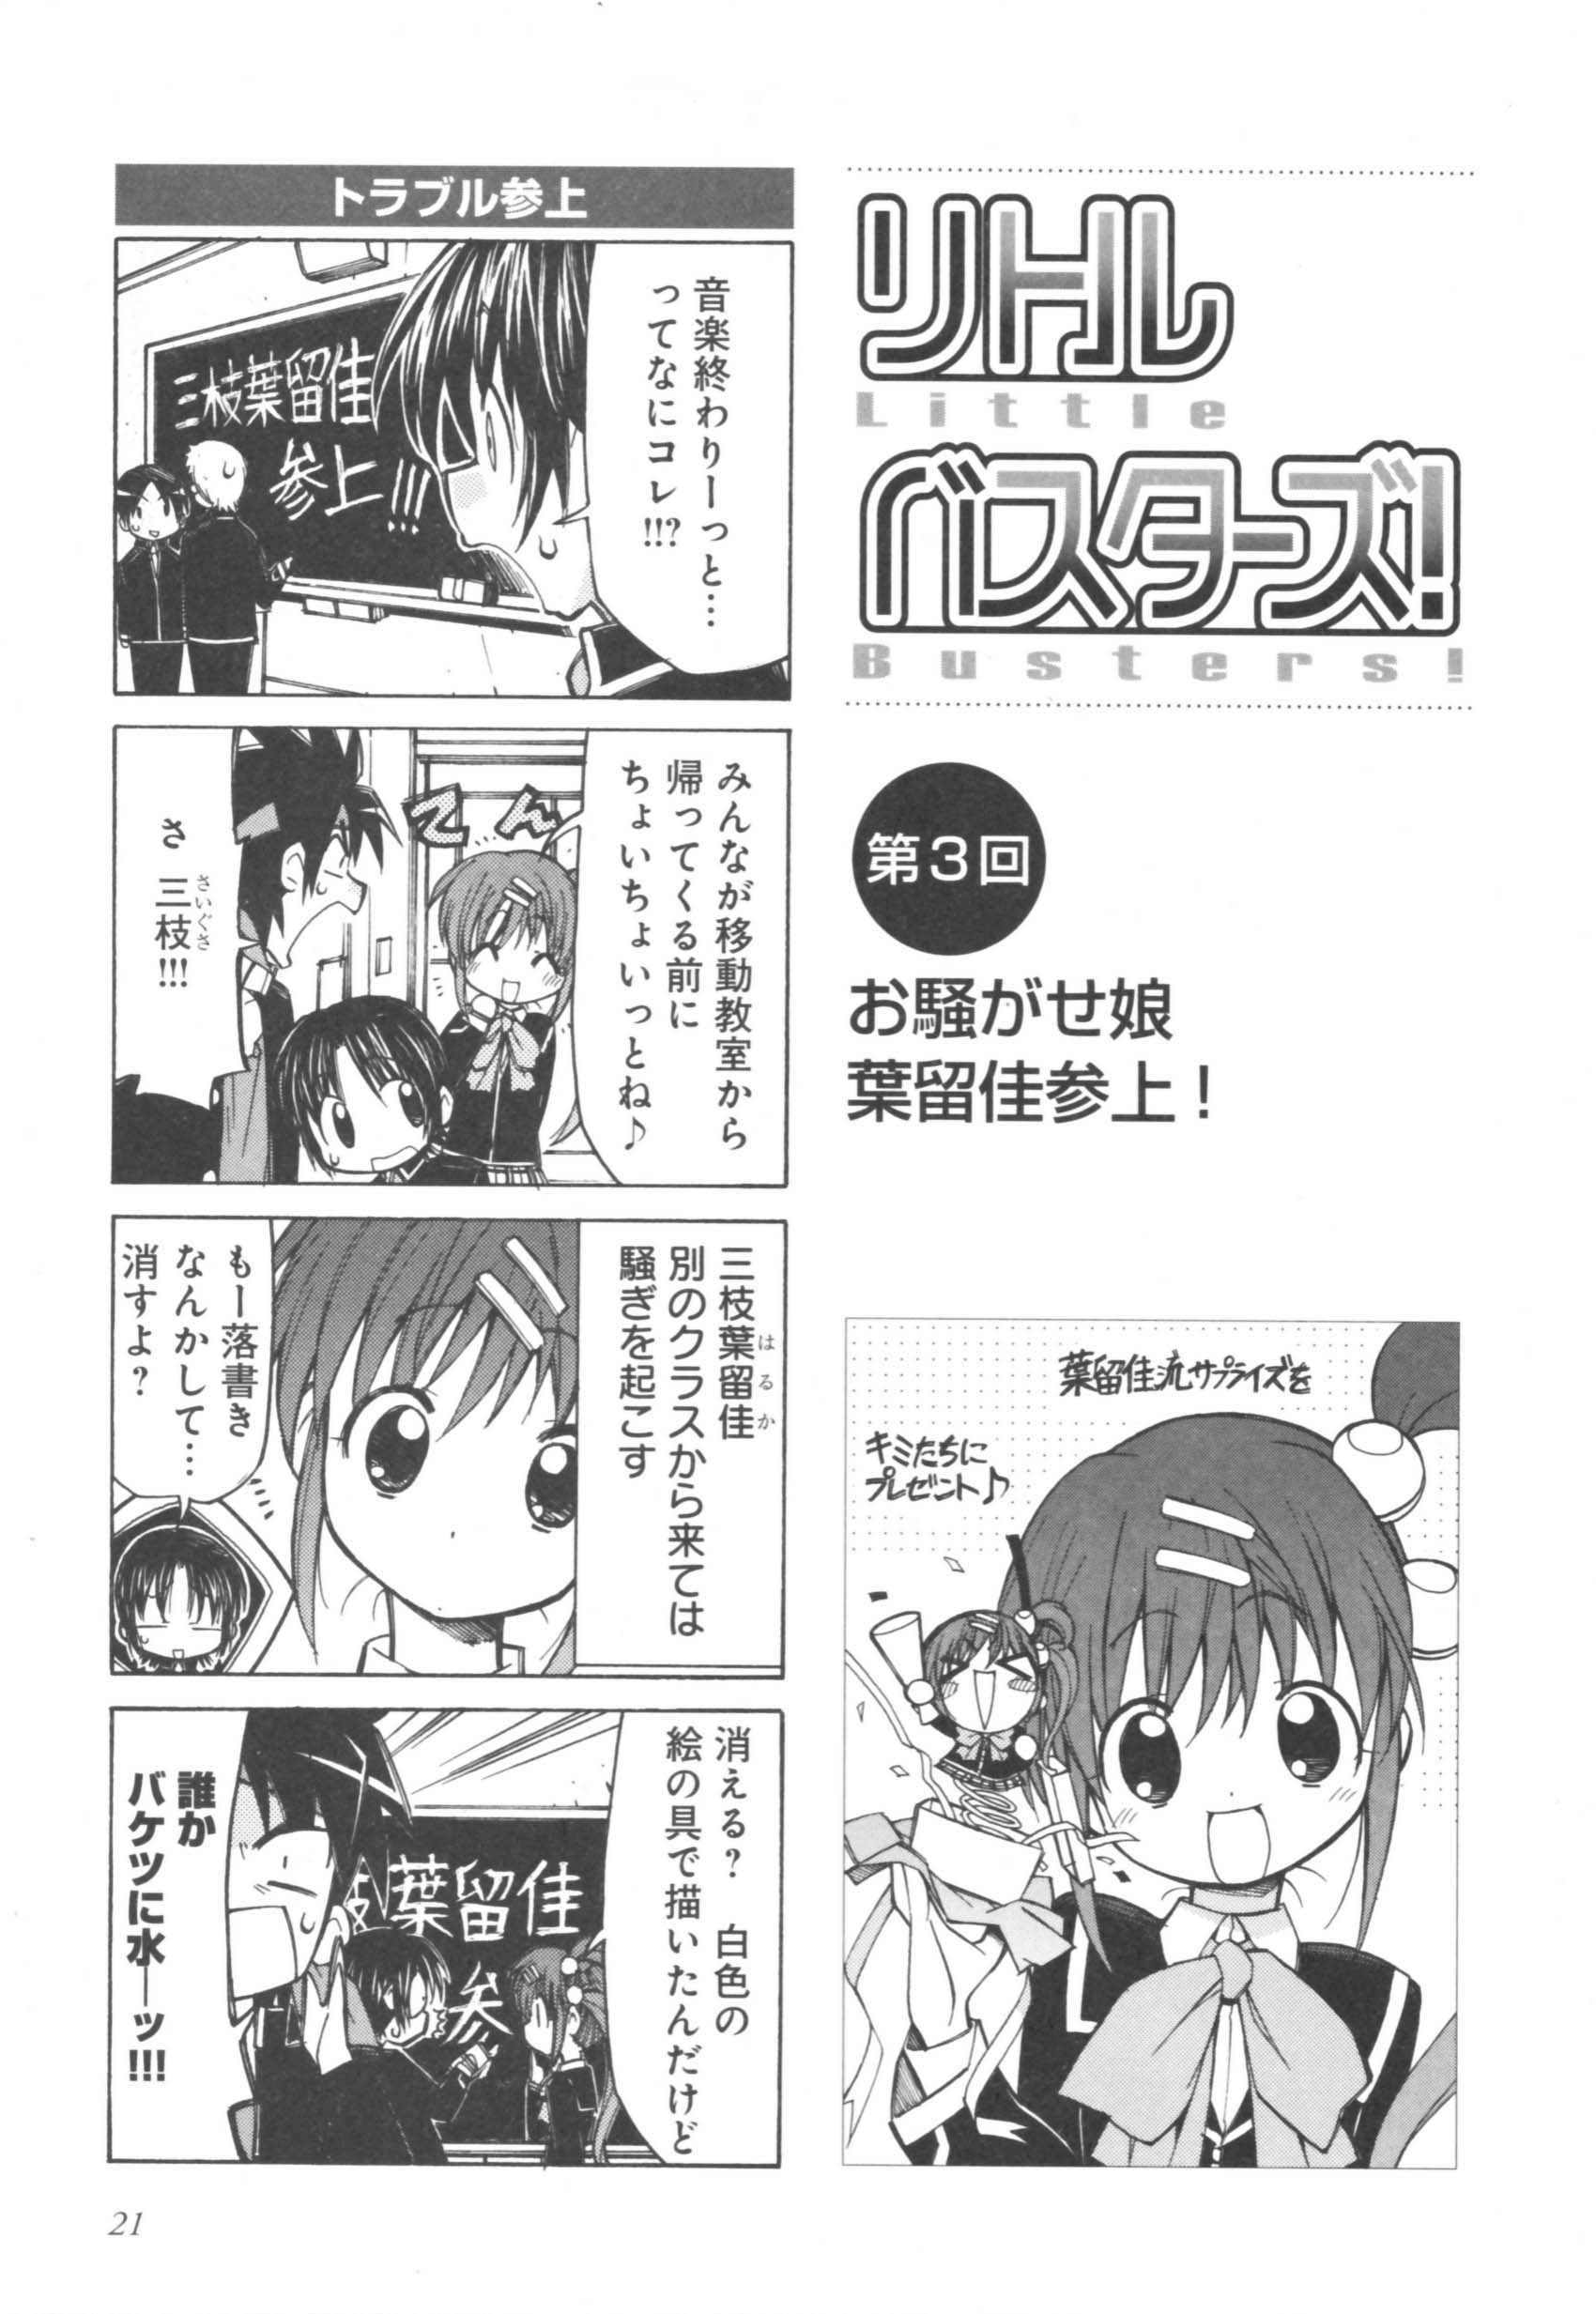 リトル
Little
バスターズ!
Busters!
第3回
お騒がせ娘
葉留佳参上!
葉留佳流サプライズを
キミたちに
プレゼント♪
トラブル参上
音楽終わりーっと…
ってなにコレ!!?
三枝葉留佳
参上!!!
みんなが移動教室から
帰ってくる前に
ちょいちょいっとね♪
てへん
さ 三枝!!!
さいぐさ
三枝葉留佳
はるか
別のクラスから来ては
騒ぎを起こす
もー落書き
なんかして…
消すよ?
消える? 白色の
絵の具で描いたんだけど
枝葉留佳
参
誰か
バケツに水ーッ!!!
21